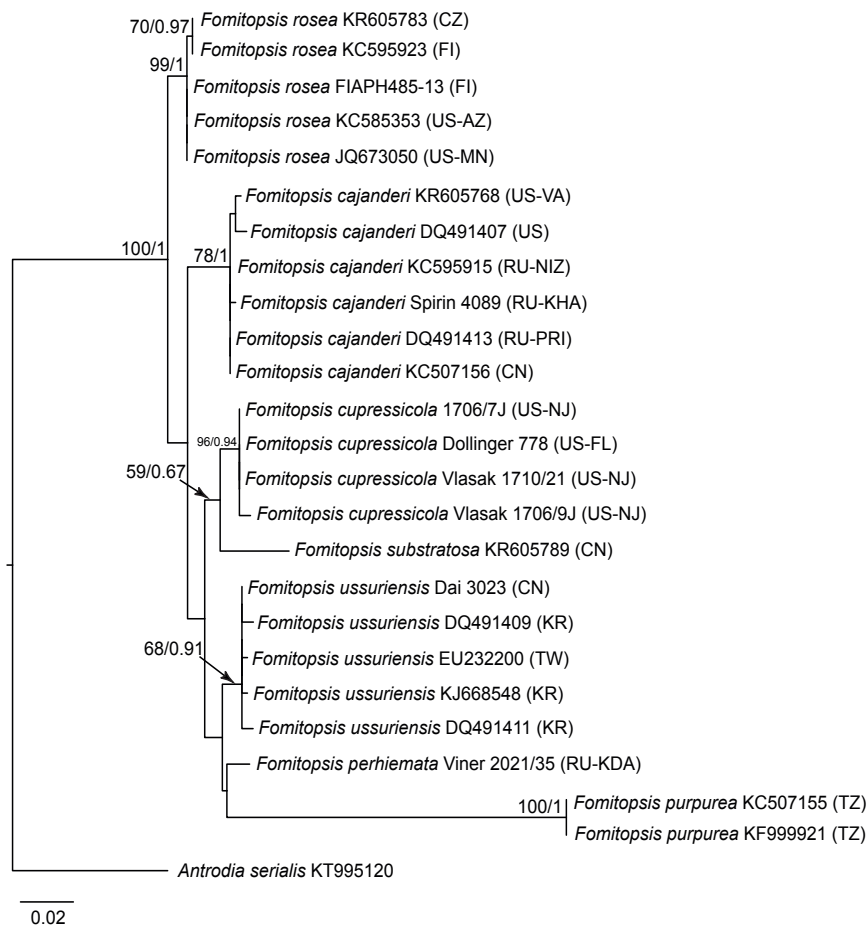 70/0.97
Fomitopsis rosea KR605783 (CZ)
Fomitopsis rosea KC595923 (FI)
99/1
Fomitopsis rosea FIAPH485-13 (FI)
Fomitopsis rosea KC585353 (US-AZ)
Fomitopsis rosea JQ673050 (US-MN)
Fomitopsis cajanderi KR605768 (US-VA)
Fomitopsis cajanderi DQ491407 (US)
100/1
78/1
Fomitopsis cajanderi KC595915 (RU-NIZ)
Fomitopsis cajanderi Spirin 4089 (RU-KHA)
Fomitopsis cajanderi DQ491413 (RU-PRI)
Fomitopsis cajanderi KC507156 (CN)
Fomitopsis cupressicola 1706/7J (US-NJ)
96/0.94
Fomitopsis cupressicola Dollinger 778 (US-FL)
59/0.67
Fomitopsis cupressicola Vlasak 1710/21 (US-NJ)
Fomitopsis cupressicola Vlasak 1706/9J (US-NJ)
Fomitopsis substratosa KR605789 (CN)
Fomitopsis ussuriensis Dai 3023 (CN)
Fomitopsis ussuriensis DQ491409 (KR)
68/0.91
Fomitopsis ussuriensis EU232200 (TW)
Fomitopsis ussuriensis KJ668548 (KR)
Fomitopsis ussuriensis DQ491411 (KR)
Fomitopsis perhiemata Viner 2021/35 (RU-KDA)
100/1
Fomitopsis purpurea KC507155 (TZ)
Fomitopsis purpurea KF999921 (TZ)
Antrodia serialis KT995120
0.02